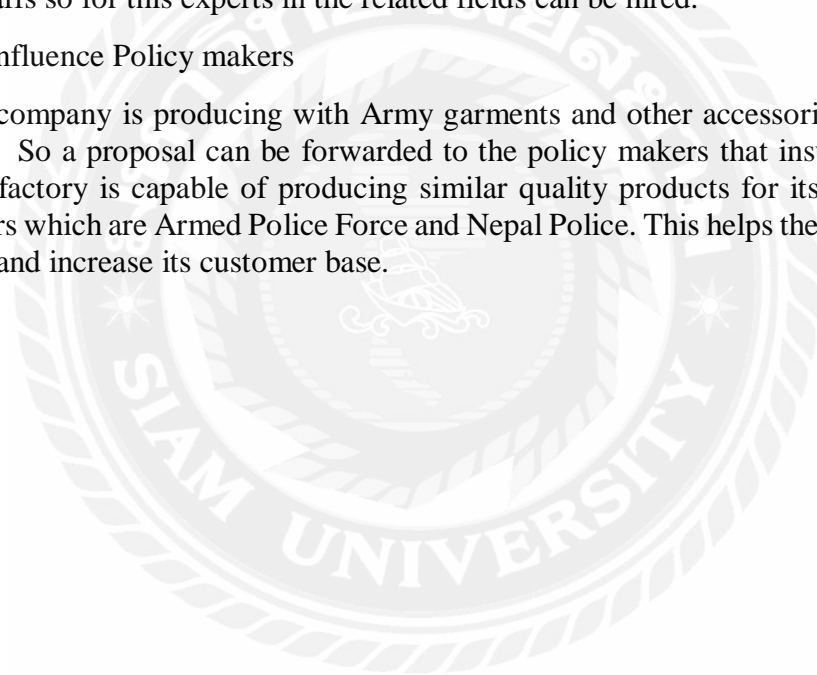 so for this experts in the related fields can be hired.
nfluence Policy makers
company is producing with Army garments and other accessori
So a proposal can be forwarded to the policy makers that ins
factory is capable of producing similar quality products for its
rs which are Armed Police Force and Nepal Police. This helps the
and increase its customer base.
SIAM UNIVERSITY